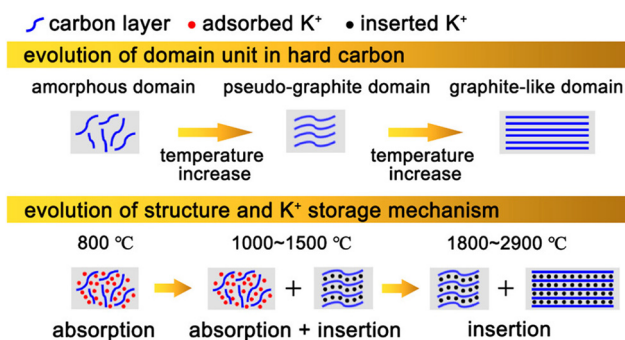 carbon layer adsorbed K⁺ inserted K⁺
evolution of domain unit in hard carbon
amorphous domain pseudo-graphite domain graphite-like domain
temperature increase temperature increase
evolution of structure and K⁺ storage mechanism
800 ℃ 1000~1500 ℃ 1800~2900 ℃
+ +
absorption absorption + insertion insertion